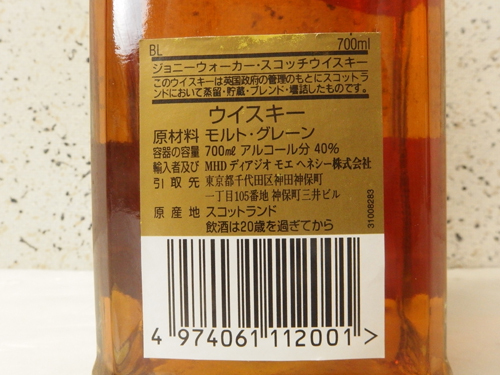 BL 700ml
ジョニーウォーカー・スコッチウイスキー
このウイスキーは英国政府の管理のもとにスコットラ
ンドにおいて蒸留・貯蔵・ブレンド・壜詰したものです。
ウイスキー
原材料 モルト・グレーン
容器の容量 700ml アルコール分 40%
輸入者及び MHD ディアジオ モエ ヘネシー株式会社
引取先 東京都千代田区神田神保町
一丁目105番地 神保町三井ビル
原産地 スコットランド
飲酒は20歳を過ぎてから
31008283
4 974061 112001 >